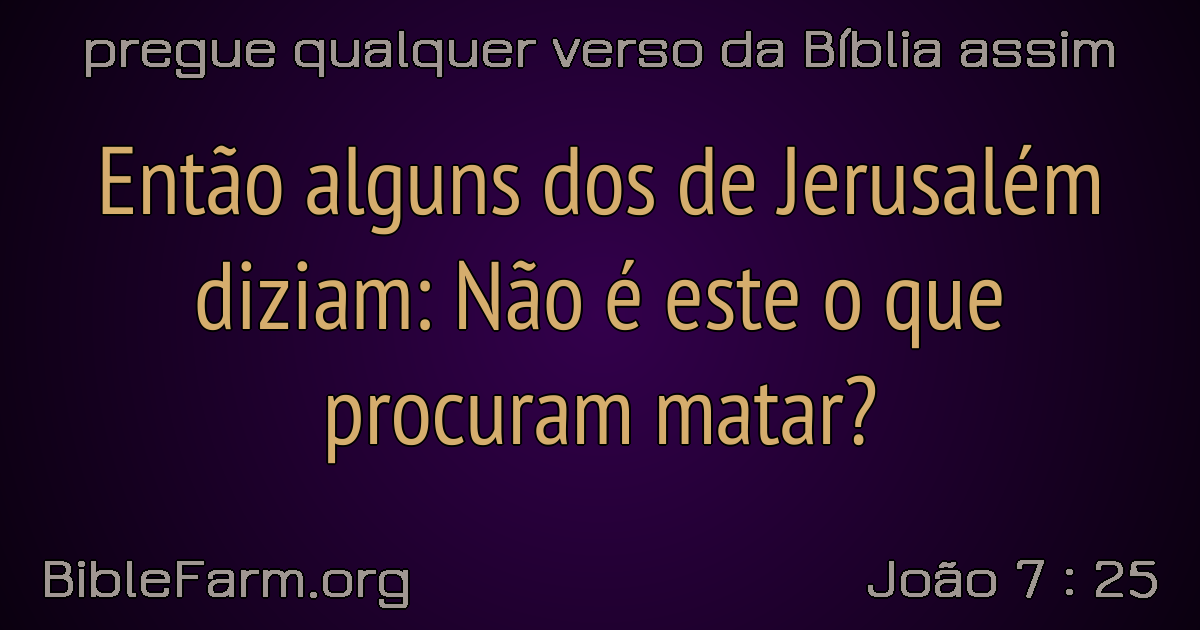 pregue qualquer verso da Bíblia assim
Então alguns dos de Jerusalém
diziam: Não é este o que
procuram matar?
BibleFarm.org
João 7 : 25